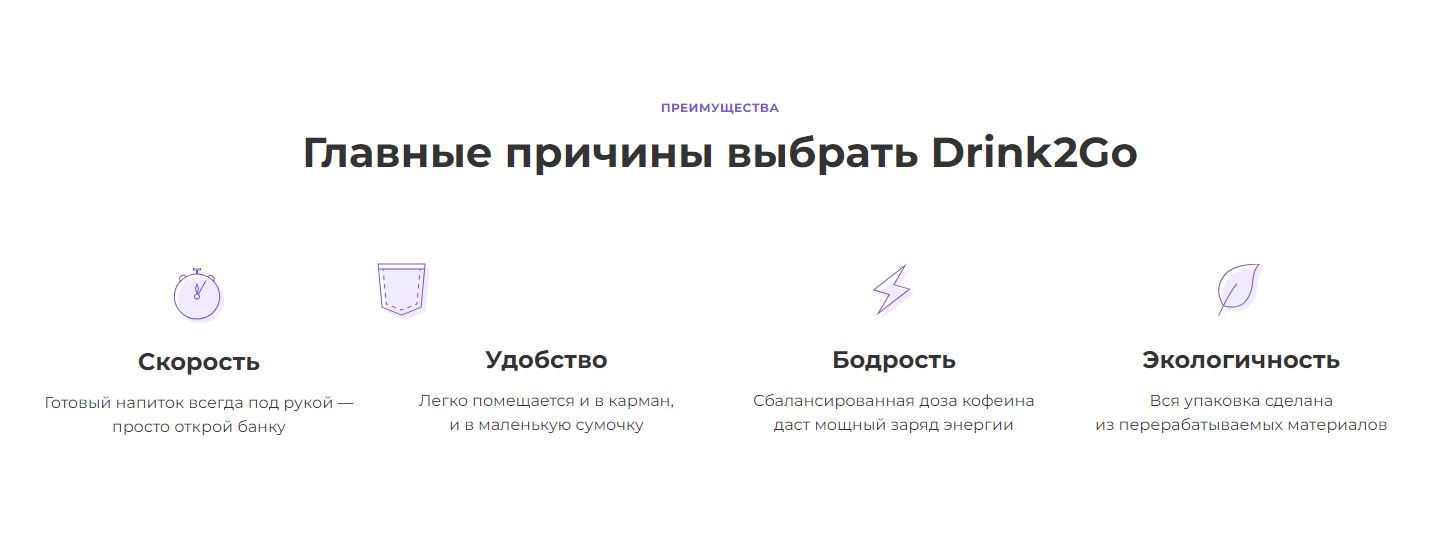 ПРЕИМУЩЕСТВА
Главные причины выбрать Drink2Go
Скорость
Готовый напиток всегда под рукой —
просто открой банку
Удобство
Легко помещается и в карман,
и в маленькую сумочку
Бодрость
Сбалансированная доза кофеина
даст мощный заряд энергии
Экологичность
Вся упаковка сделана
из перерабатываемых материалов